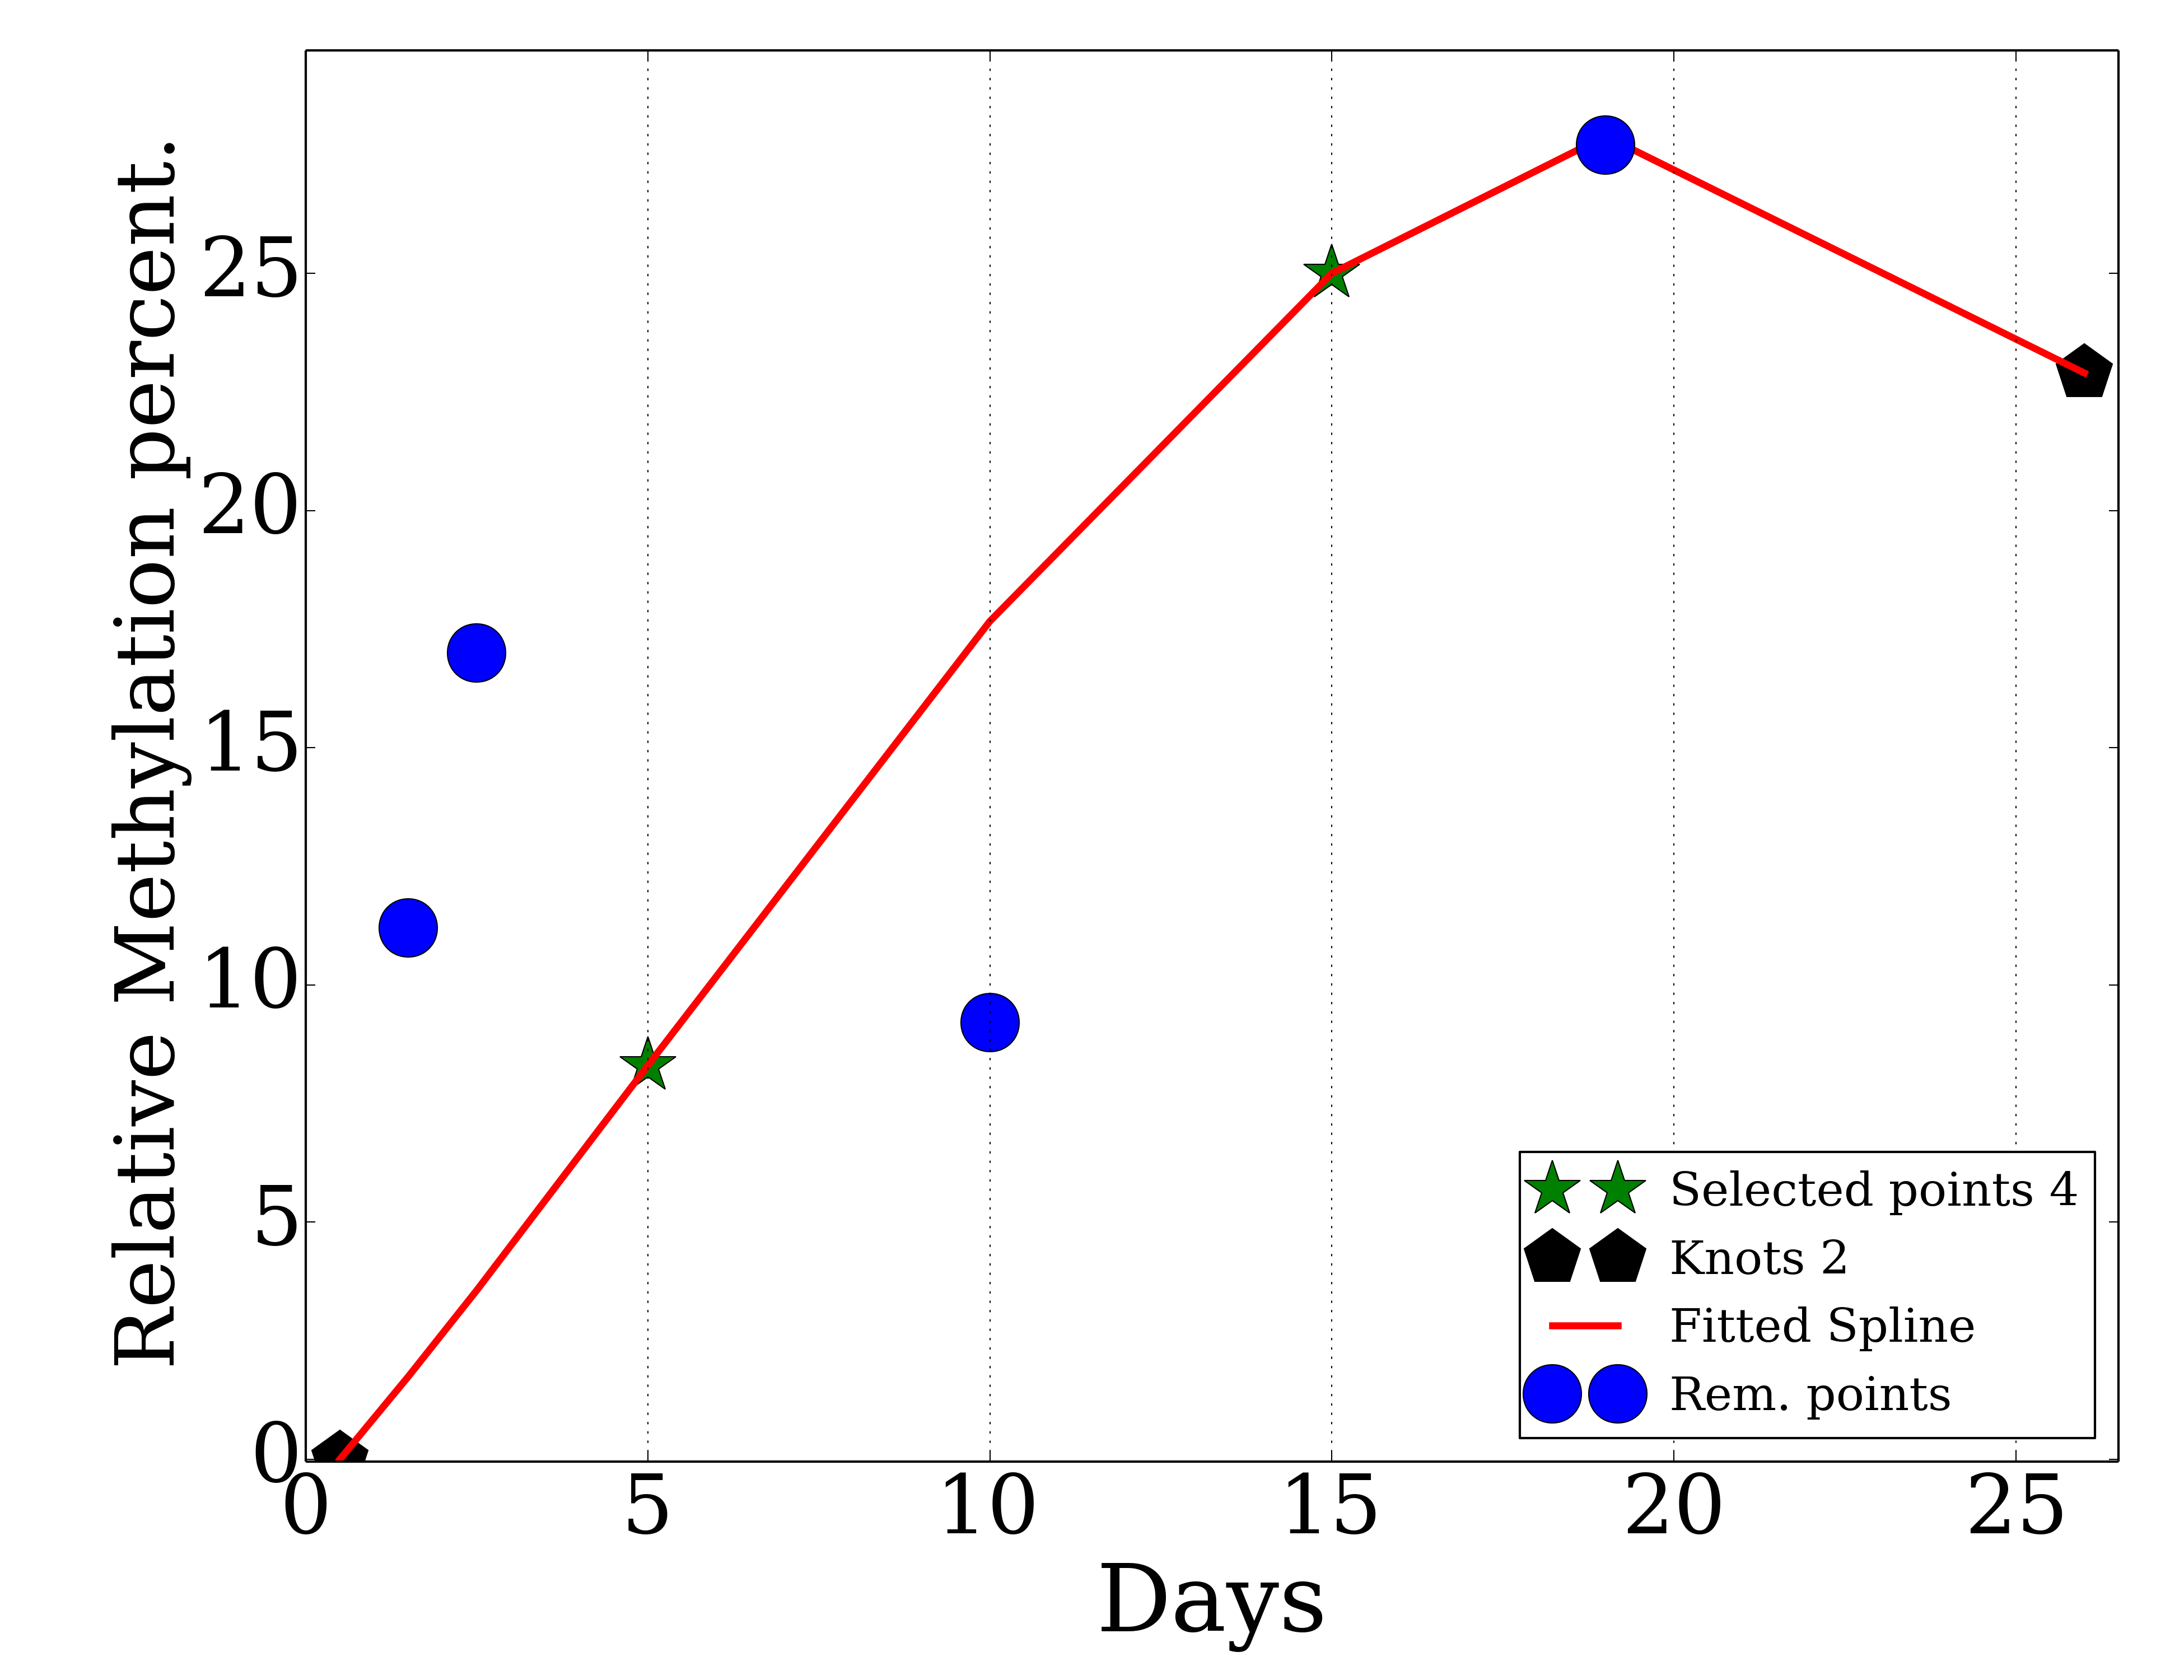 Relative Methylation percent.
25
20
15
10
5
0
0 5 10 15 20 25
Days
Selected points 4
Knots 2
Fitted Spline
Rem. points